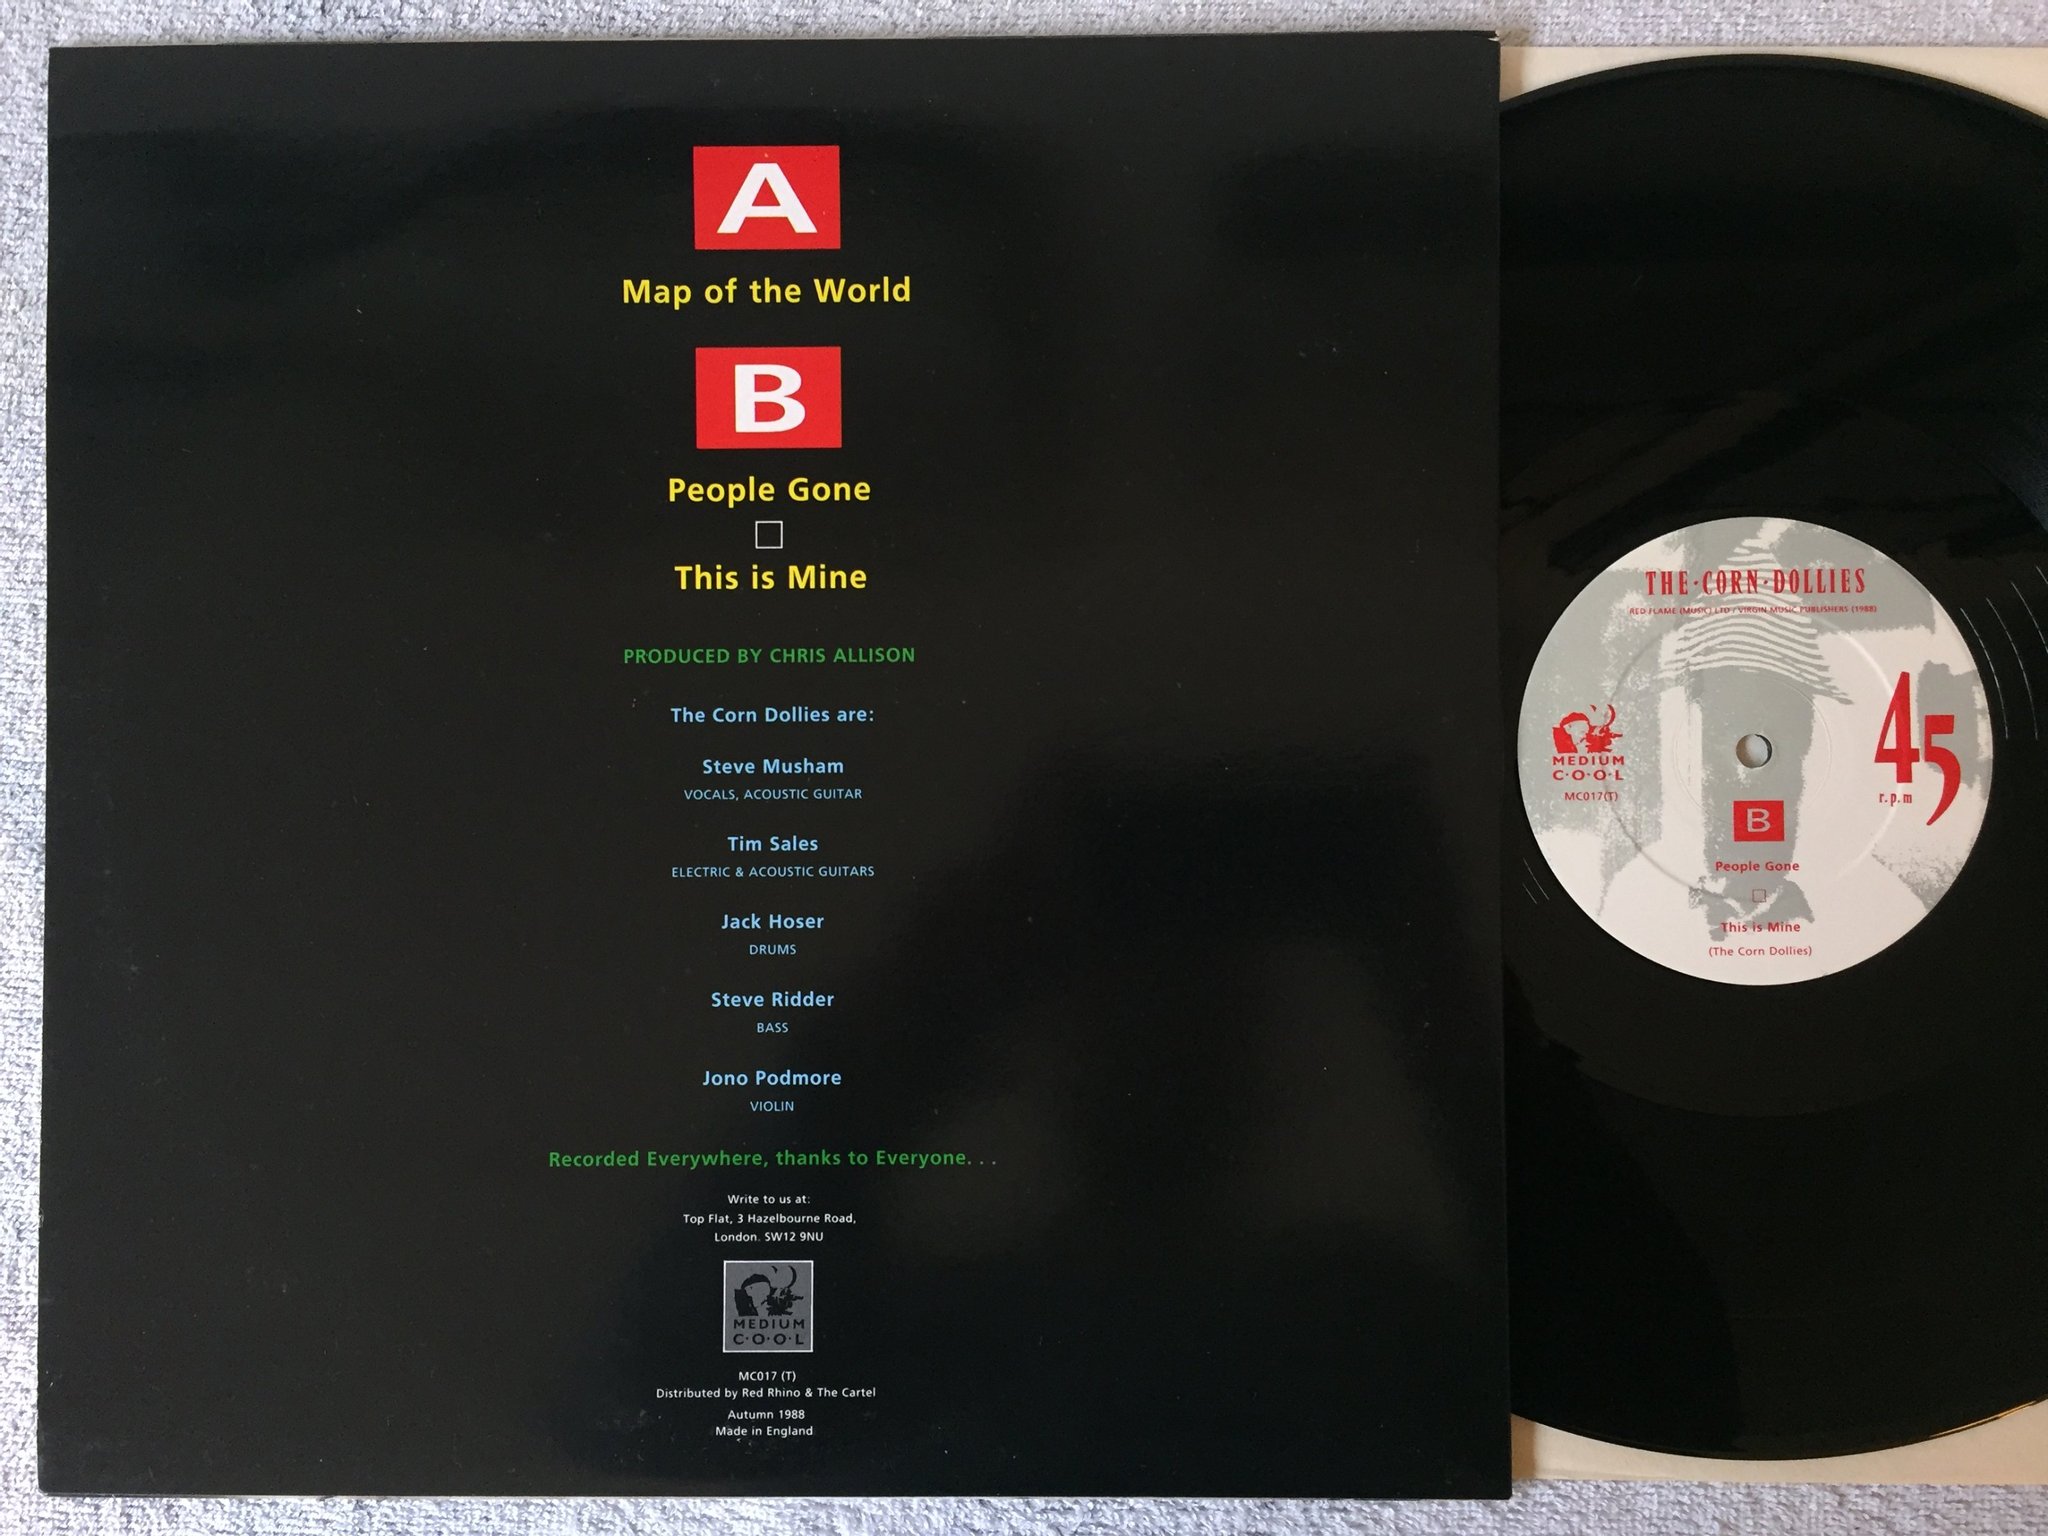 A
Map of the World
B
People Gone
This is Mine
PRODUCED BY CHRIS ALLISON
The Corn Dollies are:
Steve Musham
VOCALS, ACOUSTIC GUITAR
Tim Sales
ELECTRIC & ACOUSTIC GUITARS
Jack Hoser
DRUMS
Steve Ridder
BASS
Jono Podmore
VIOLIN
Recorded Everywhere, thanks to Everyone. . .
Write to us at:
Top Flat, 3 Hazelbourne Road,
London. SW12 9NU
MEDIUM
C·O·O·L
MC017 (T)
Distributed by Red Rhino & The Cartel
Autumn 1988
Made in England
THE·CORN·DOLLIES
RED FLAME (MUSIC) LTD / VIRGIN MUSIC PUBLISHERS (1988)
MEDIUM
C·O·O·L
MC017(T)
45
r.p.m
B
People Gone
This is Mine
(The Corn Dollies)